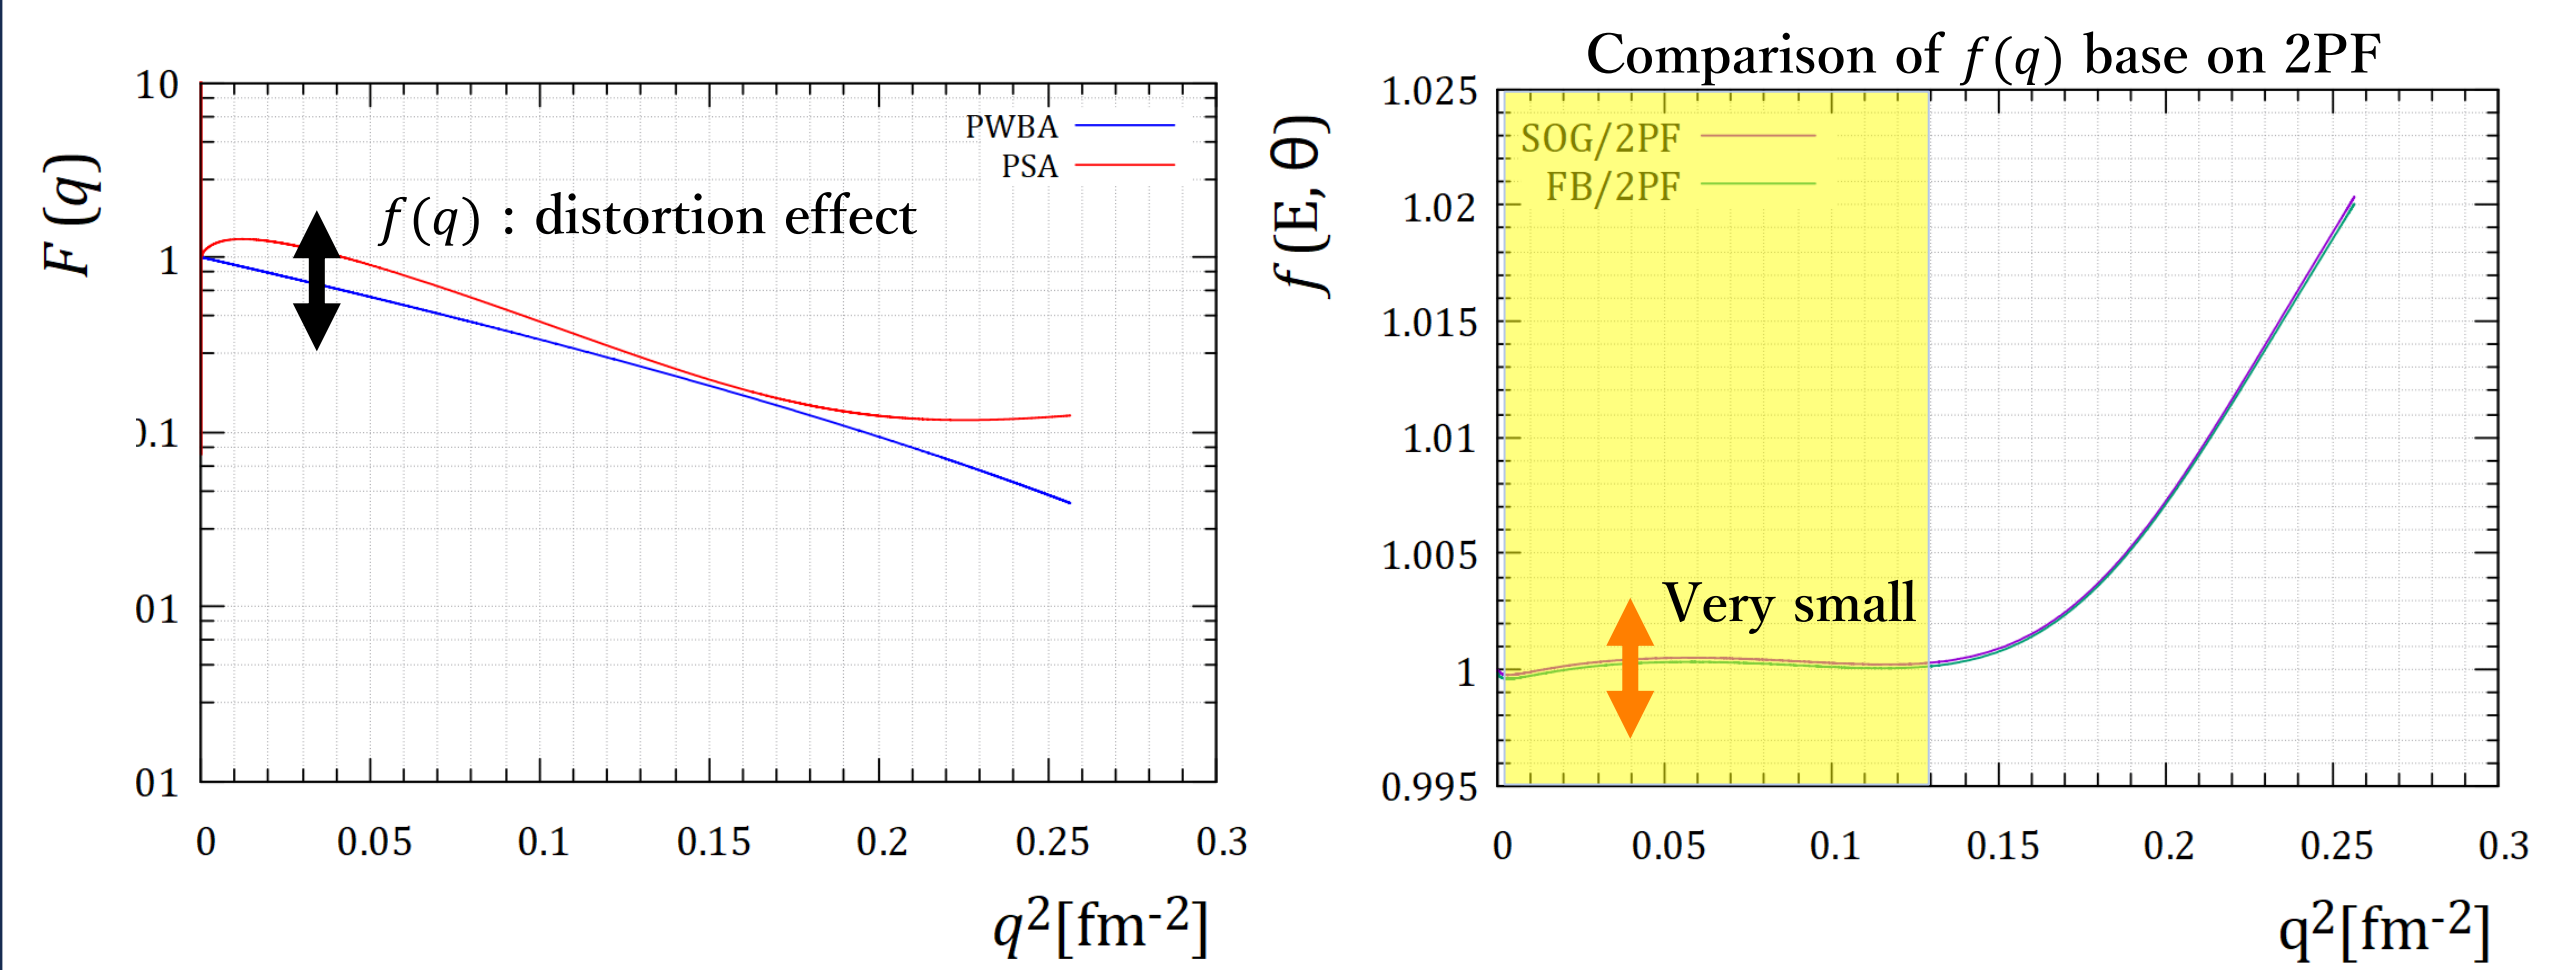 10
1
).1
01
01
0 0.05 0.1 0.15 0.2 0.25 0.3
F (q)
q²[fm⁻²]
PWBA
PSA
f(q) : distortion effect
Comparison of f(q) base on 2PF
1.025
1.02
1.015
1.01
1.005
1
0.995
0 0.05 0.1 0.15 0.2 0.25 0.3
f (E, θ)
q²[fm⁻²]
SOG/2PF
FB/2PF
Very small